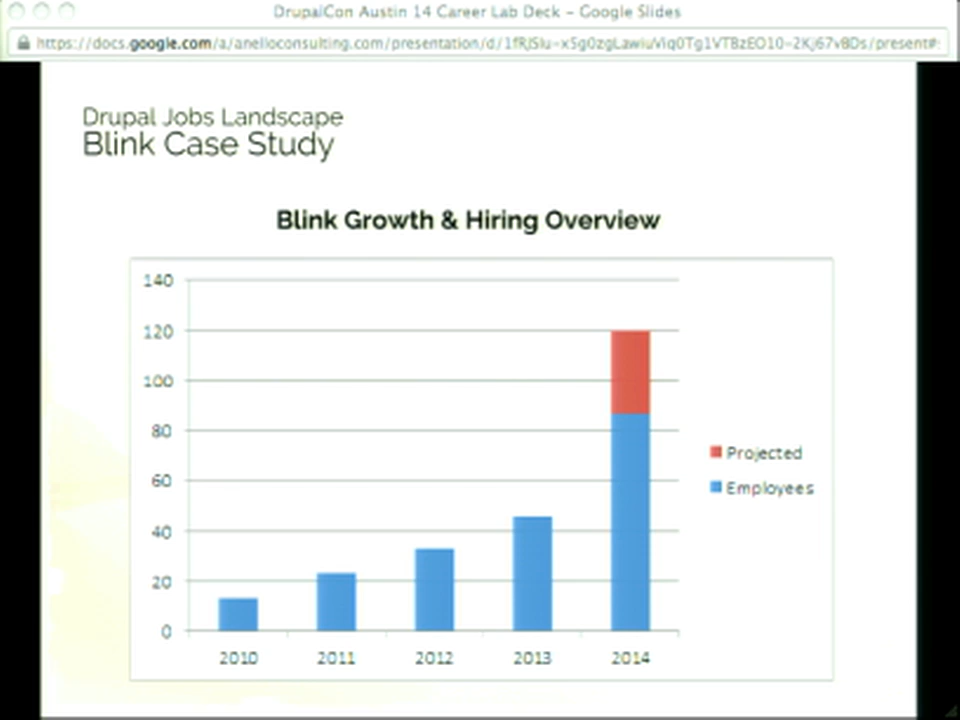 DrupalCon Austin 14 Career Lab Deck – Google Slides
Drupal Jobs Landscape
Blink Case Study
Blink Growth & Hiring Overview
140
120
100
80
60
40
20
0
2010 2011 2012 2013 2014
Projected
Employees